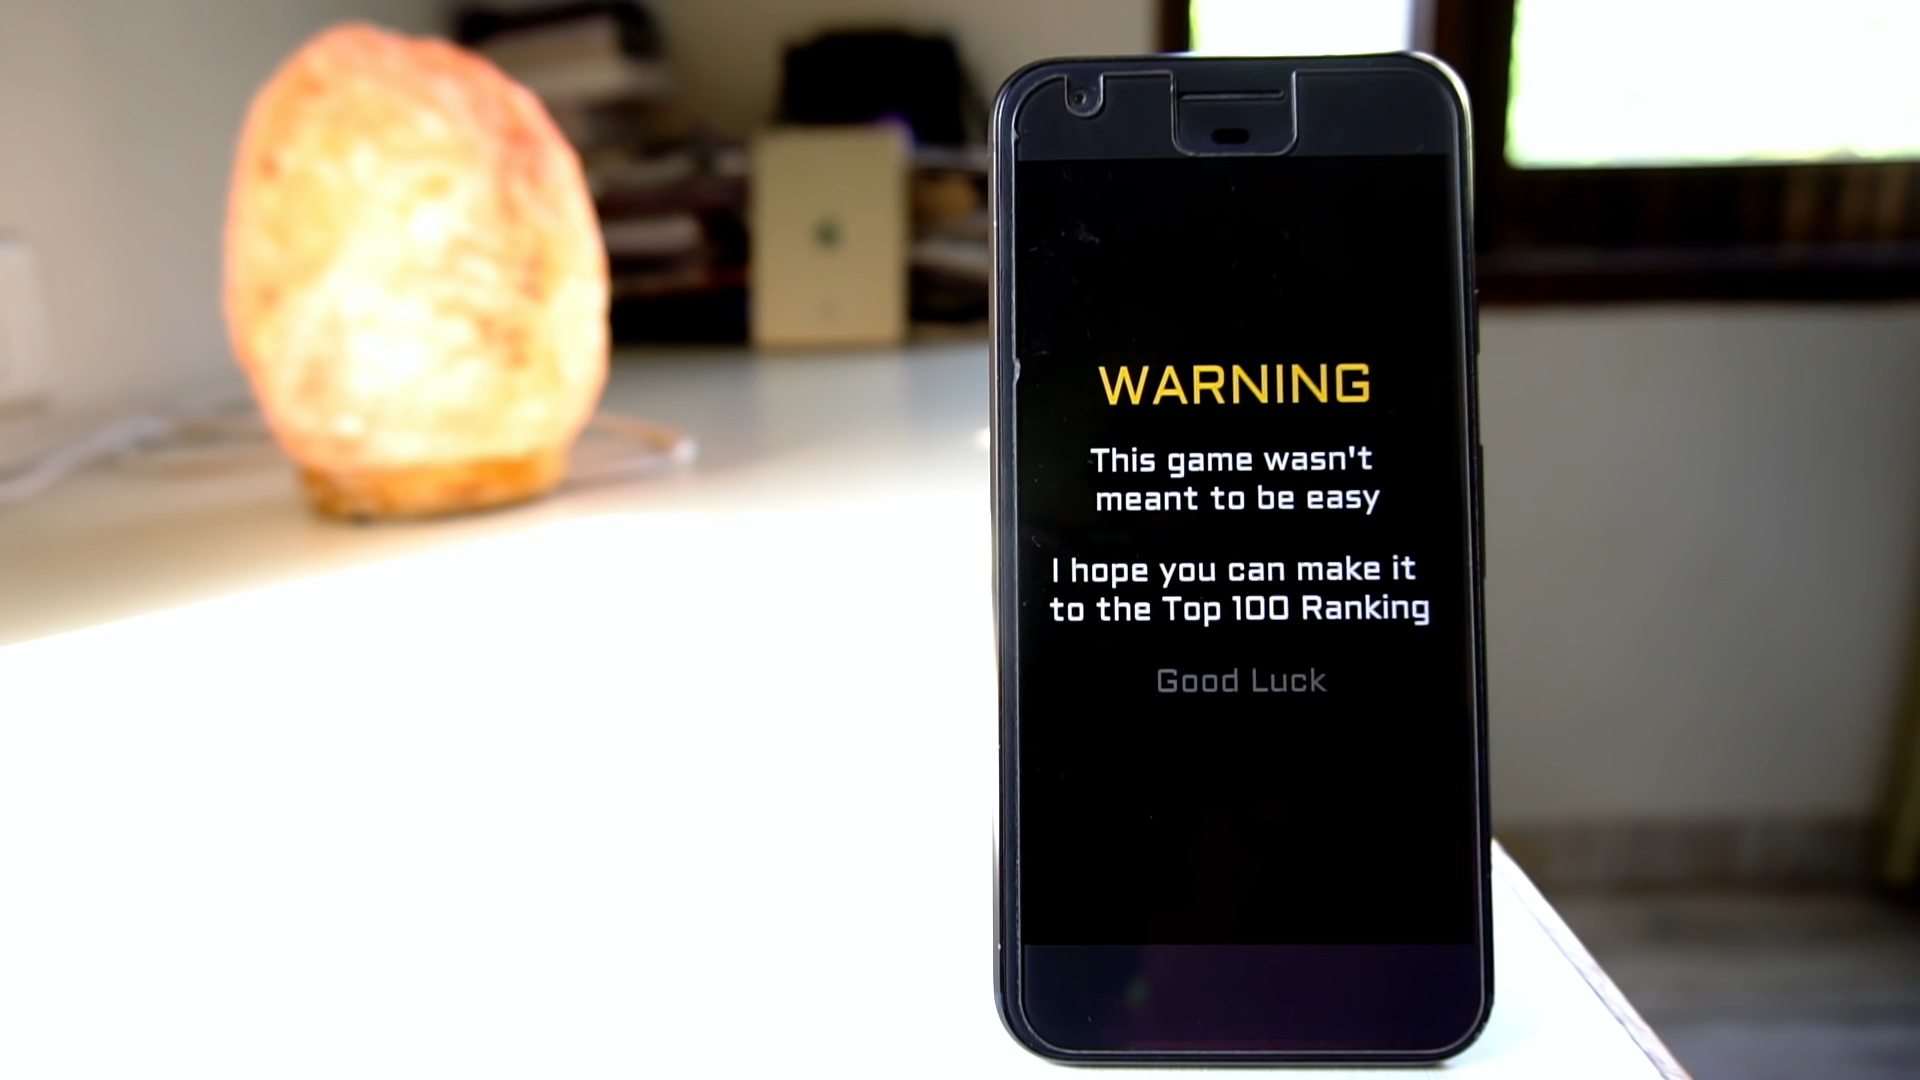 WARNING
This game wasn't
meant to be easy
I hope you can make it
to the Top 100 Ranking
Good Luck